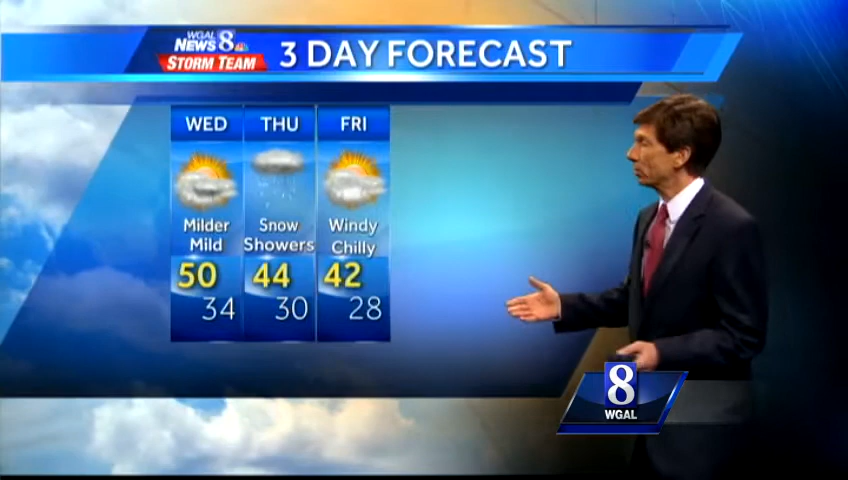 WGAL
NEWS 8
STORM TEAM
3 DAY FORECAST
WED THU FRI
Milder Mild
Snow Showers
Windy Chilly
50 44 42
34 30 28
8
WGAL